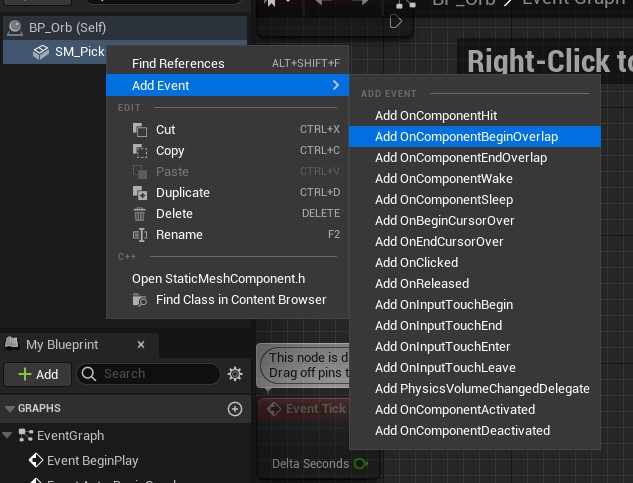 BP_Orb / Event Graph
BP_Orb (Self)
SM_Pick
Right-Click to
Find References ALT+SHIFT+F
Add Event
EDIT
Cut CTRL+X
Copy CTRL+C
Paste CTRL+V
Duplicate CTRL+D
Delete DELETE
Rename F2
C++
Open StaticMeshComponent.h
Find Class in Content Browser
ADD EVENT
Add OnComponentHit
Add OnComponentBeginOverlap
Add OnComponentEndOverlap
Add OnComponentWake
Add OnComponentSleep
Add OnBeginCursorOver
Add OnEndCursorOver
Add OnClicked
Add OnReleased
Add OnInputTouchBegin
Add OnInputTouchEnd
Add OnInputTouchEnter
Add OnInputTouchLeave
Add PhysicsVolumeChangedDelegate
Add OnComponentActivated
Add OnComponentDeactivated
My Blueprint
Add
Search
GRAPHS
EventGraph
Event BeginPlay
This node is d
Drag off pins t
Event Tick
Delta Seconds